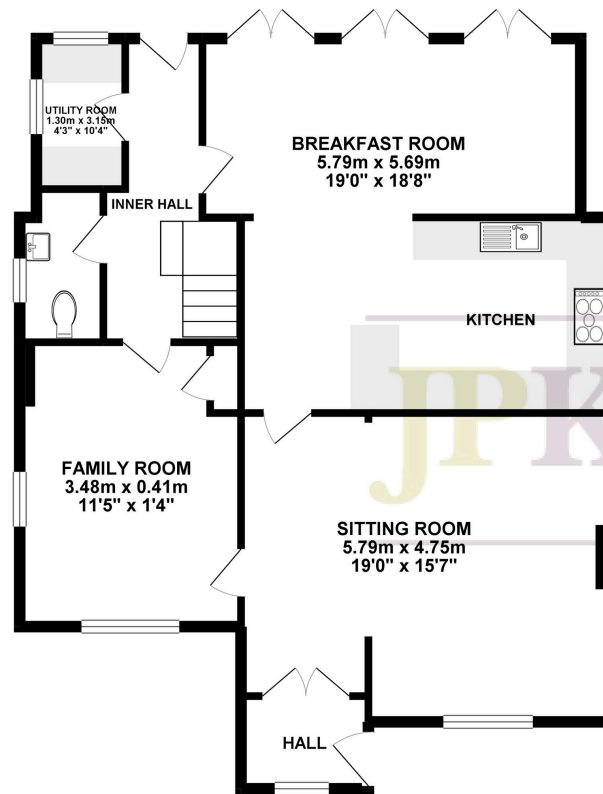 UTILITY ROOM
1.30m x 3.15m
4'3" x 10'4"
BREAKFAST ROOM
5.79m x 5.69m
19'0" x 18'8"
INNER HALL
KITCHEN
JPK
FAMILY ROOM
3.48m x 0.41m
11'5" x 1'4"
SITTING ROOM
5.79m x 4.75m
19'0" x 15'7"
HALL